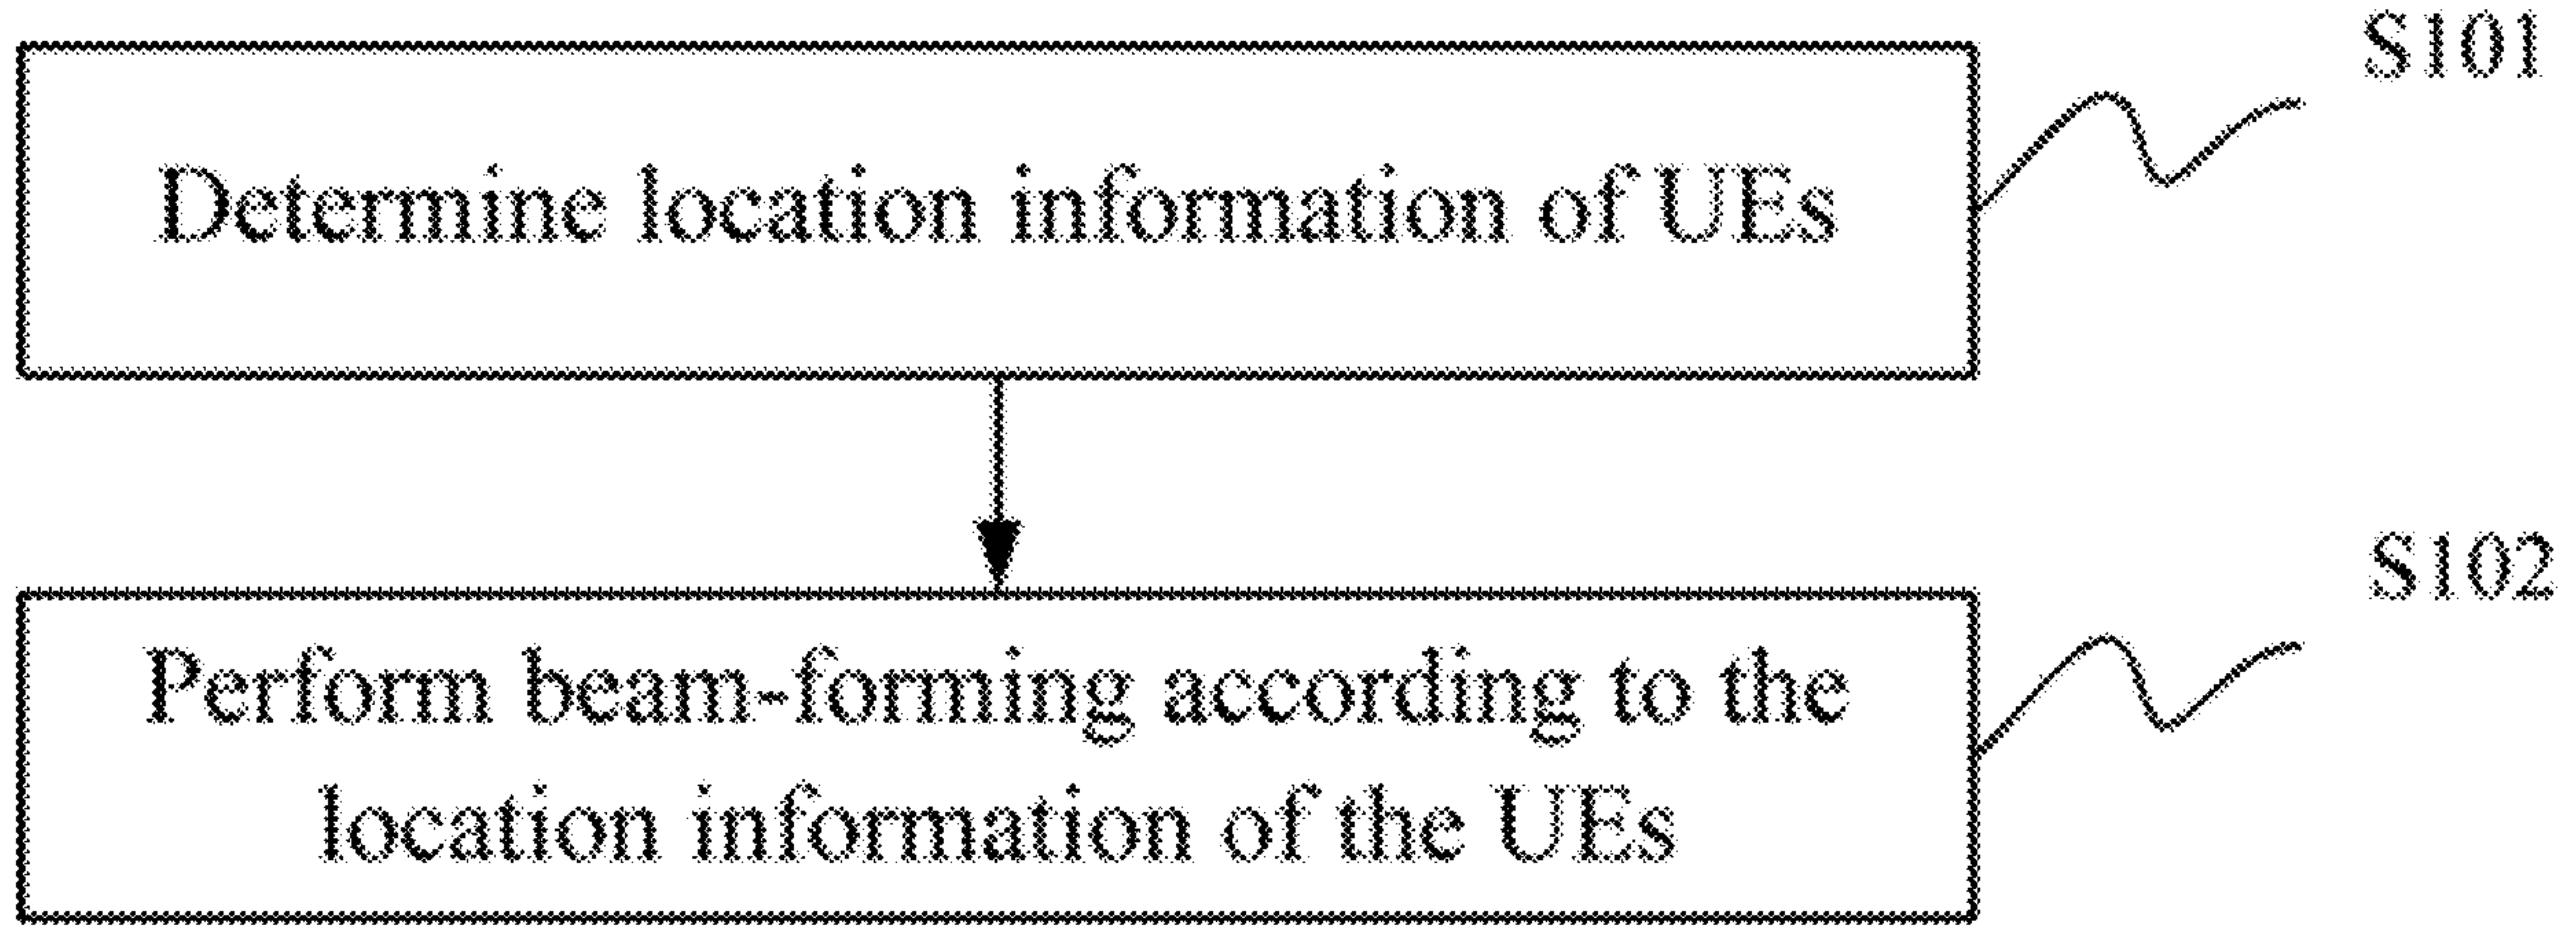 S101
Determine location information of UEs
S102
Perform beam-forming according to the
location information of the UEs